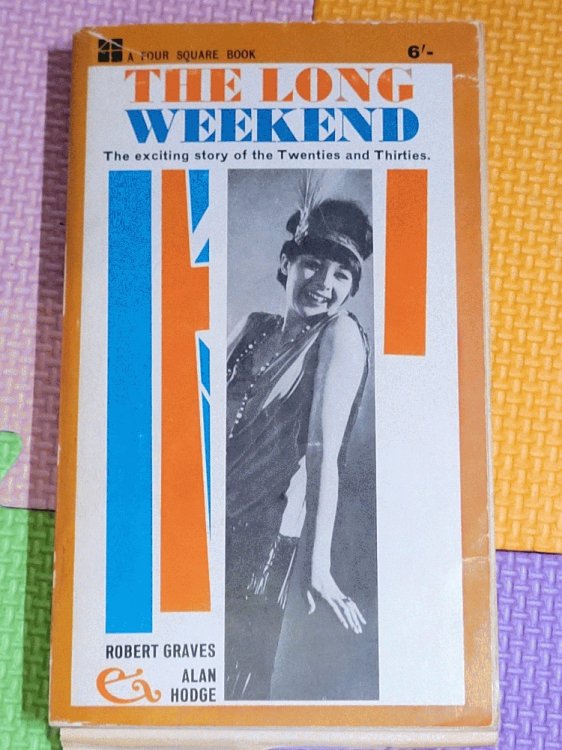 A FOUR SQUARE BOOK 6/-
THE LONG
WEEKEND
The exciting story of the Twenties and Thirties.
ROBERT GRAVES
& ALAN
HODGE